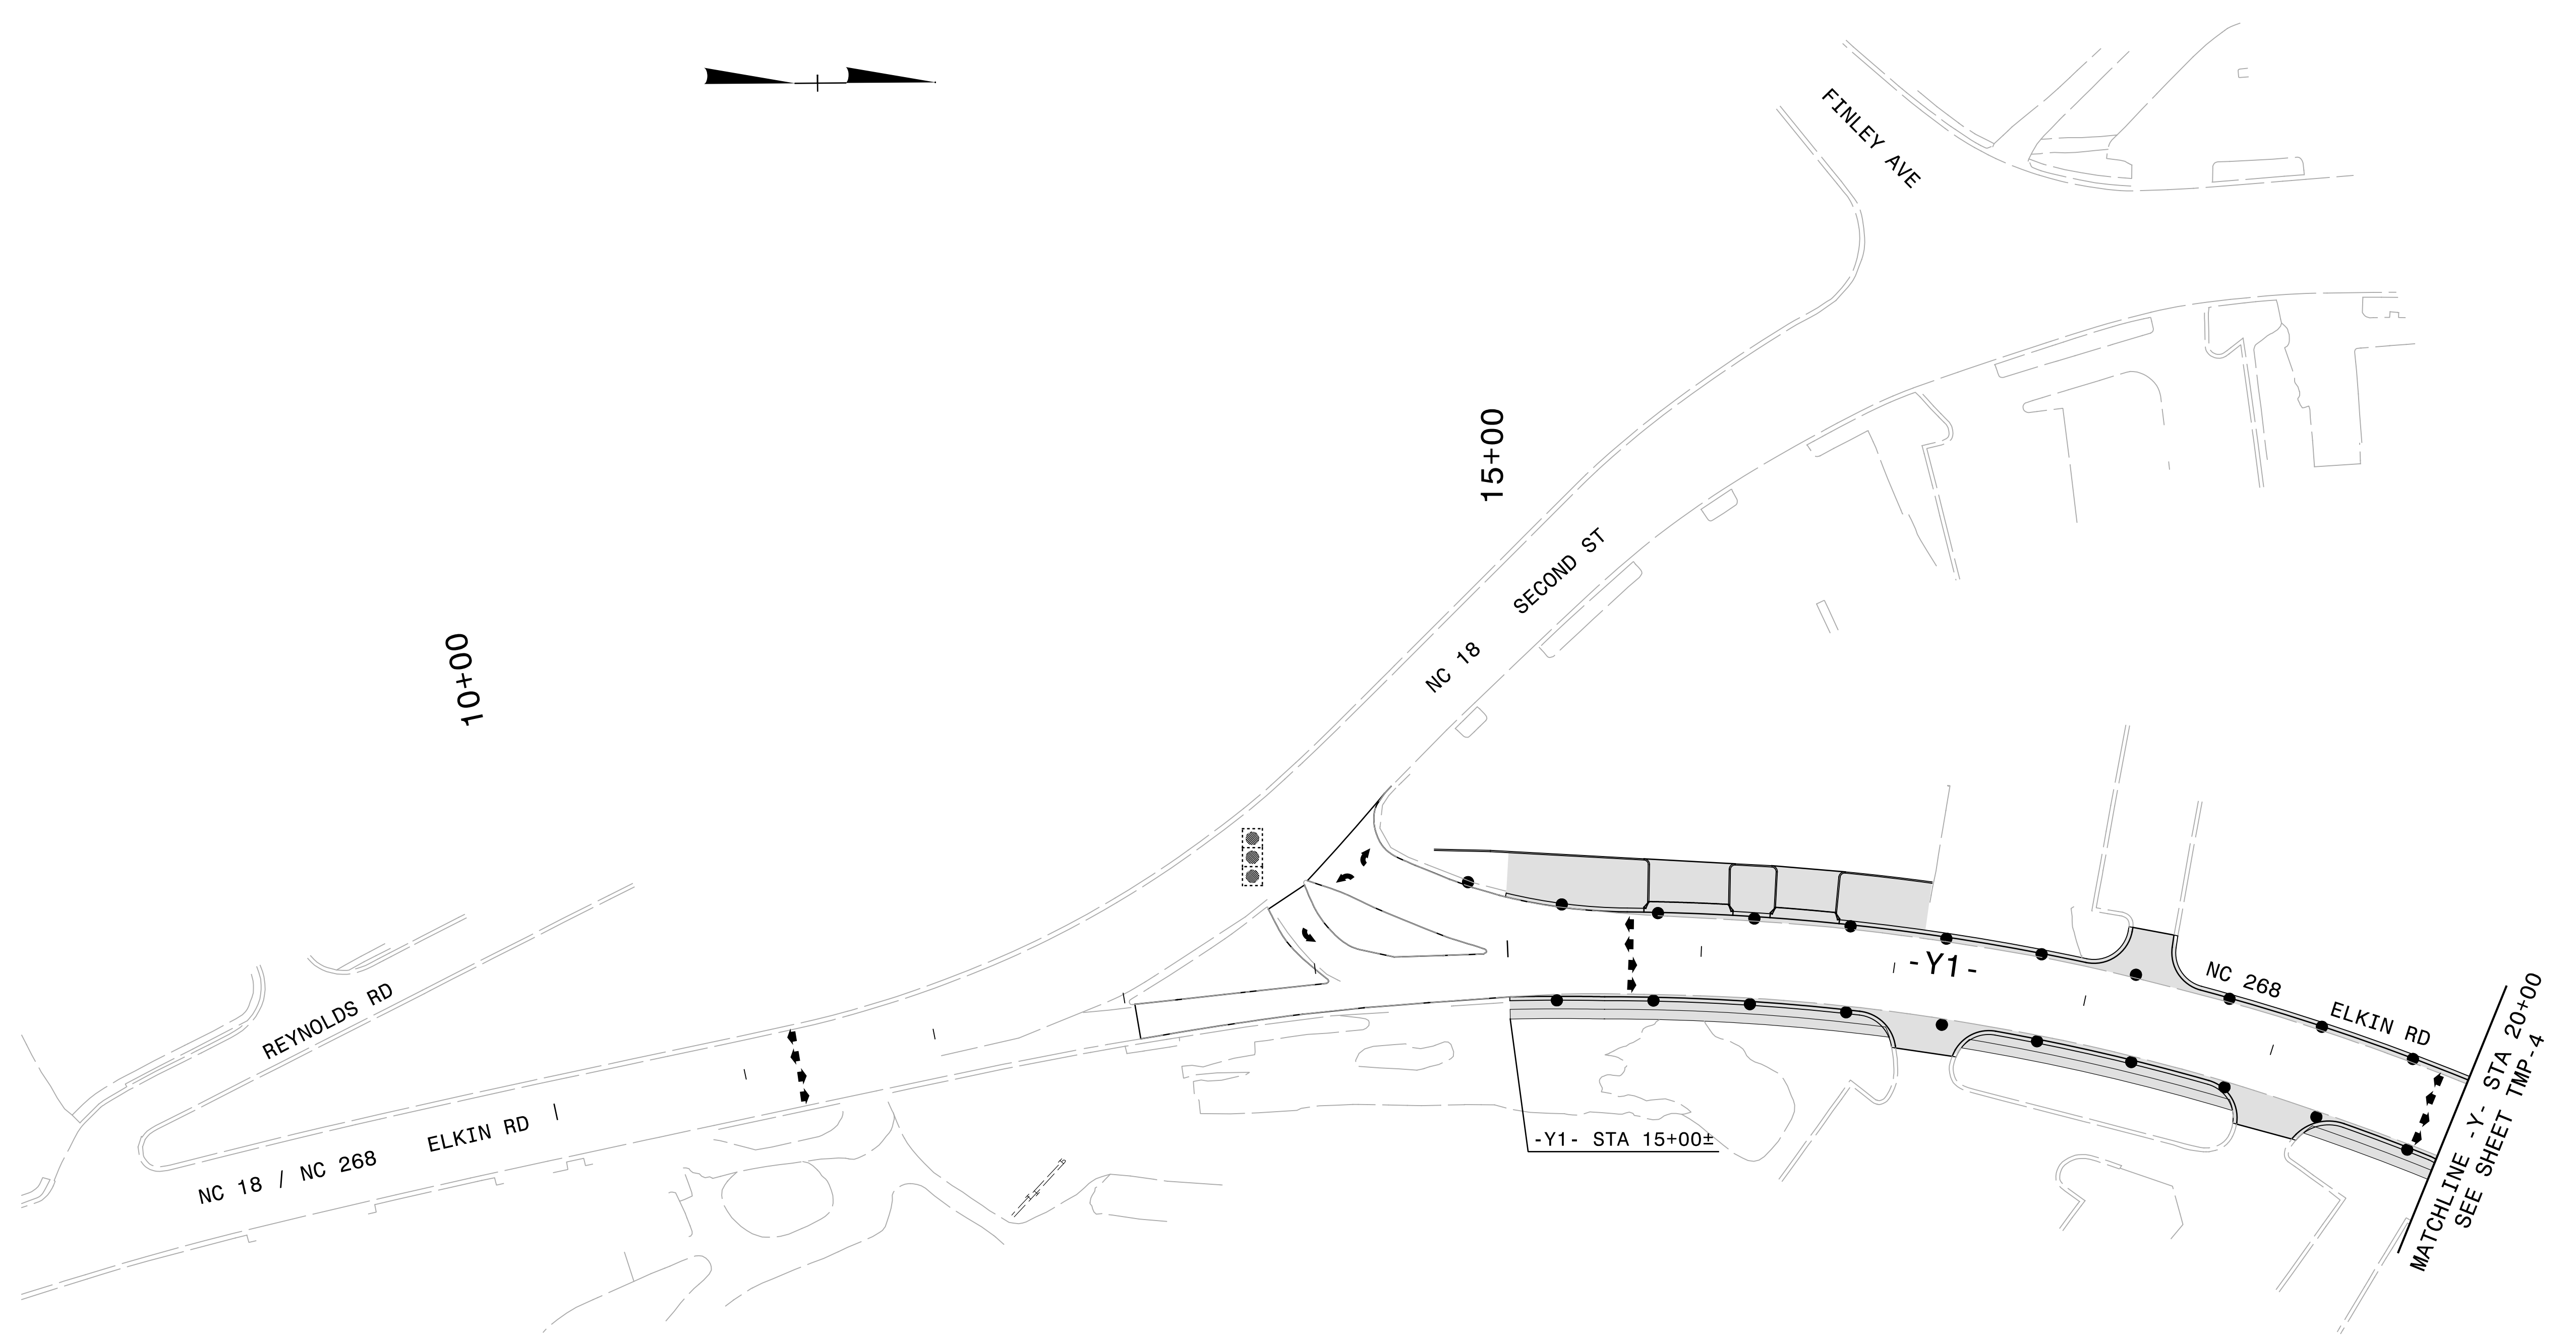 FINLEY AVE
15+00
SECOND ST
NC 18
10+00
-Y1-
NC 268
ELKIN RD
REYNOLDS RD
ELKIN RD
NC 18 / NC 268
-Y1- STA 15+00±
MATCHLINE -Y- STA 20+00
SEE SHEET TMP-4